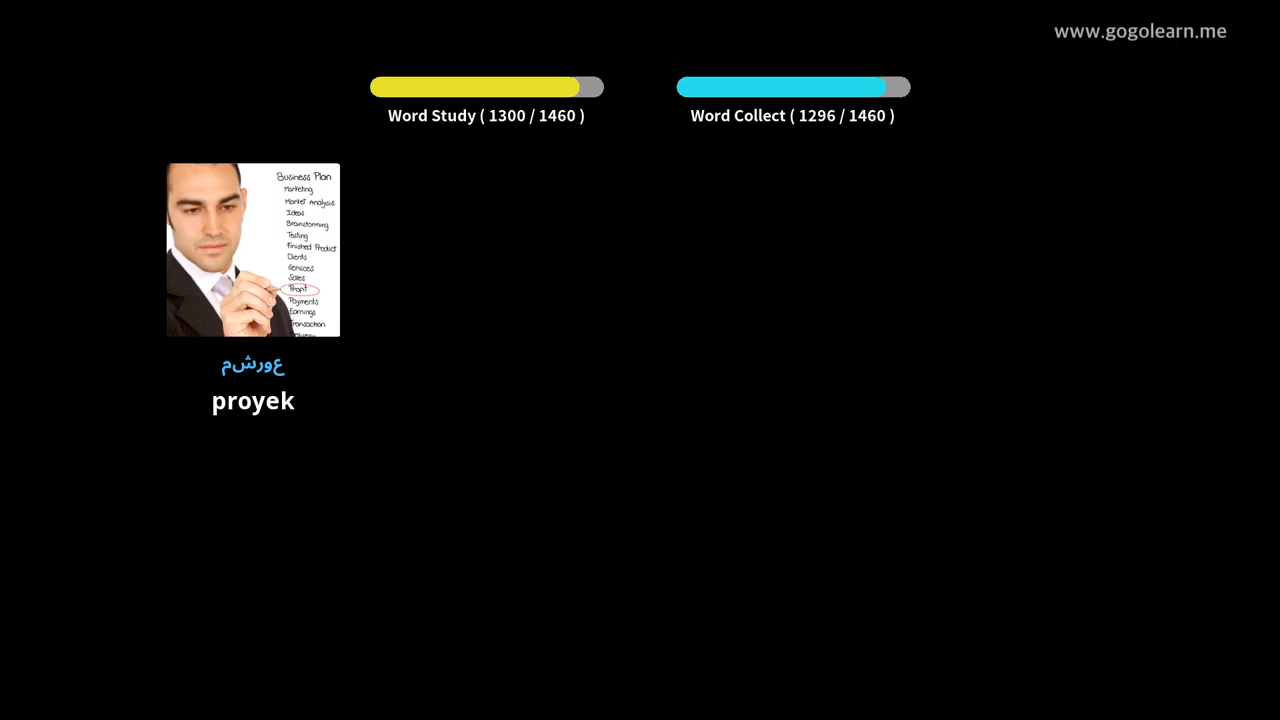 www.gogolearn.me
Word Study ( 1300 / 1460 )
Word Collect ( 1296 / 1460 )
Business Plan
Marketing
Market Analysis
Ideas
Brainstorming
Testing
Finished Product
Clients
Services
Sales
Profit
Payments
Earnings
Transaction
Delivery
مشروع
proyek